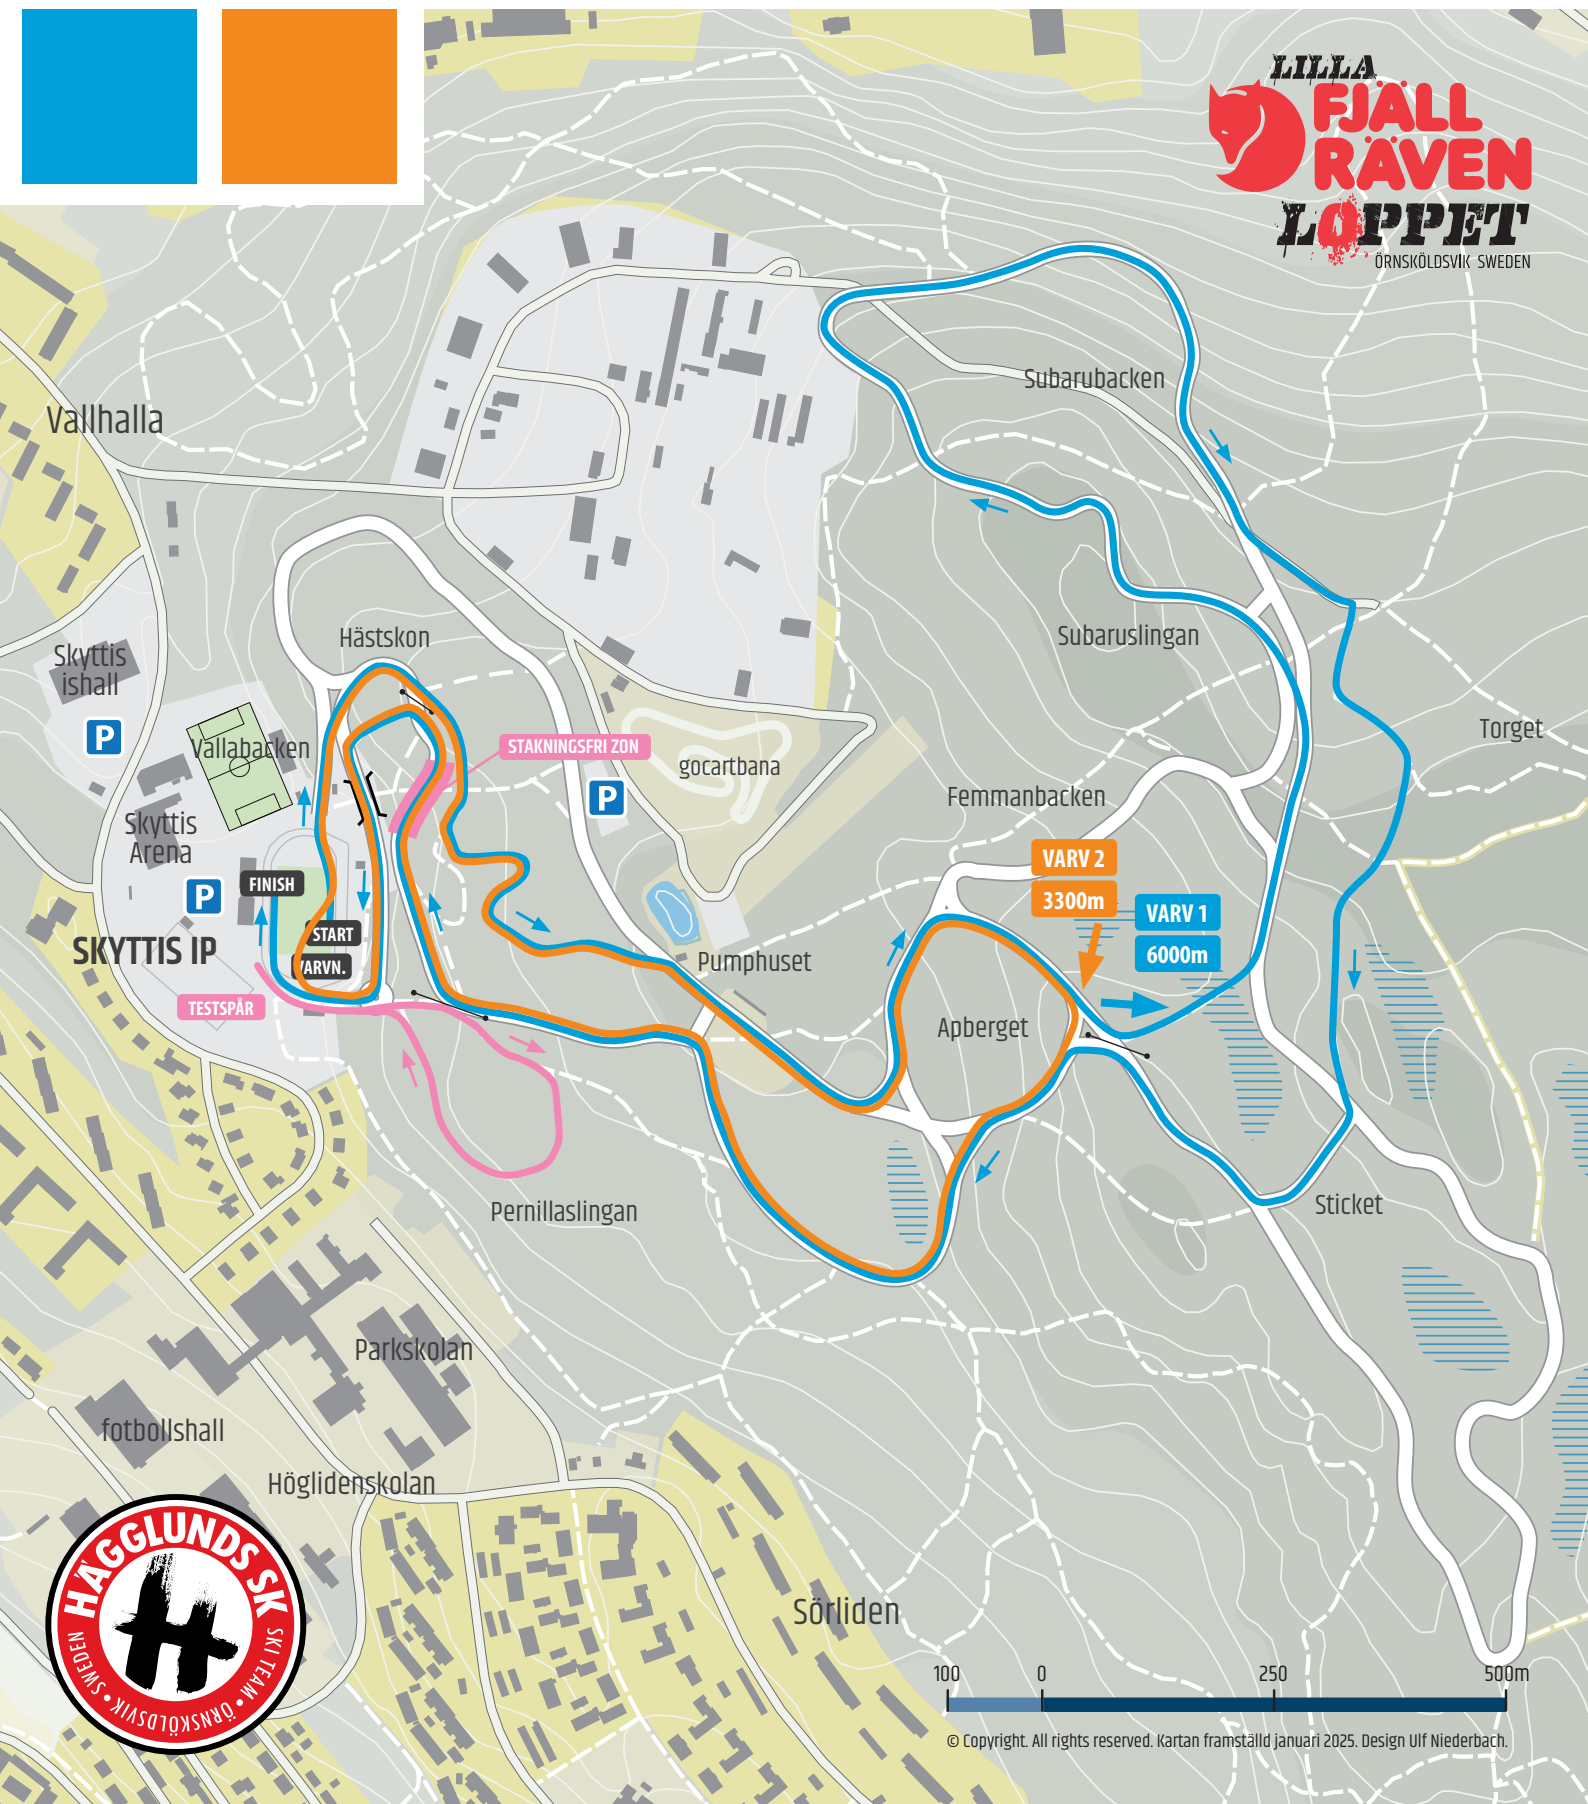 LILLA
FJÄLL
RÄVEN
LOPPET
ÖRNSKÖLDSVIK SWEDEN
Subarubacken
Vallhalla
Hästskon
Subaruslingan
Skyttis
ishall
P
Vallabacken
STAKNINGSFRI ZON
Torget
gocartbana
P
Femmanbacken
Skyttis
Arena
VARV 2
3300m
P
FINISH
VARV 1
6000m
START
VARVN.
SKYTTIS IP
Pumphuset
TESTSPÅR
Apberget
Pernillaslingan
Sticket
Parkskolan
fotbollshall
Höglidenskolan
HÄGGLUNDS SK
SKI TEAM • ÖRNSKÖLDSVIK • SWEDEN
Sörliden
100 0 250 500m
© Copyright. All rights reserved. Kartan framställd januari 2025. Design Ulf Niederbach.